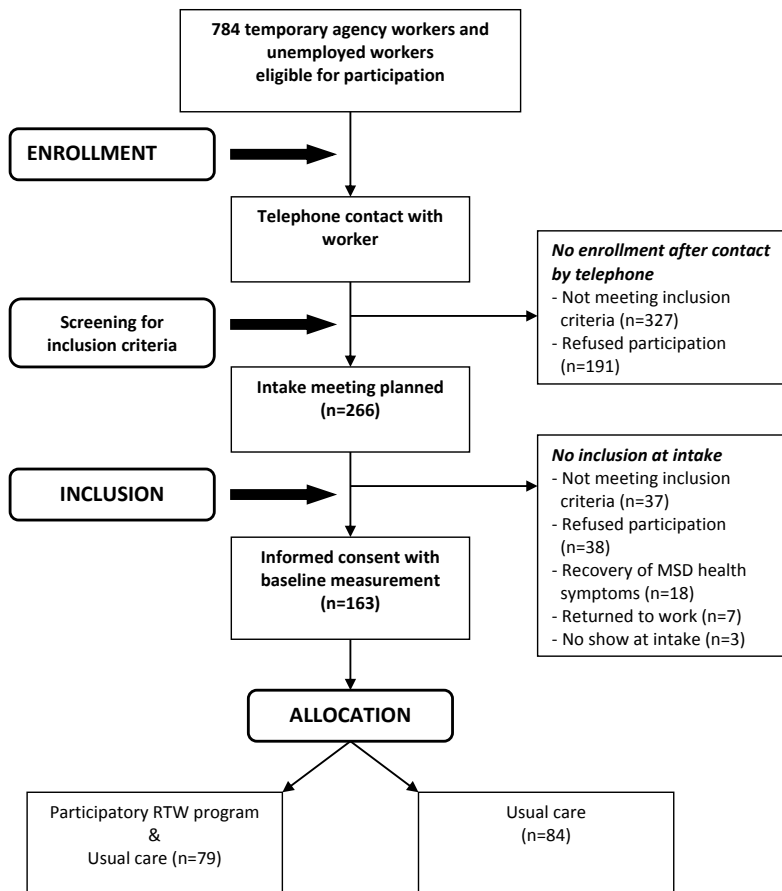 784 temporary agency workers and
unemployed workers
eligible for participation
ENROLLMENT
Telephone contact with
worker
No enrollment after contact
by telephone
- Not meeting inclusion
criteria (n=327)
- Refused participation
(n=191)
Screening for
inclusion criteria
Intake meeting planned
(n=266)
No inclusion at intake
- Not meeting inclusion
criteria (n=37)
- Refused participation
(n=38)
- Recovery of MSD health
symptoms (n=18)
- Returned to work (n=7)
- No show at intake (n=3)
INCLUSION
Informed consent with
baseline measurement
(n=163)
ALLOCATION
Participatory RTW program
&
Usual care (n=79)
Usual care
(n=84)